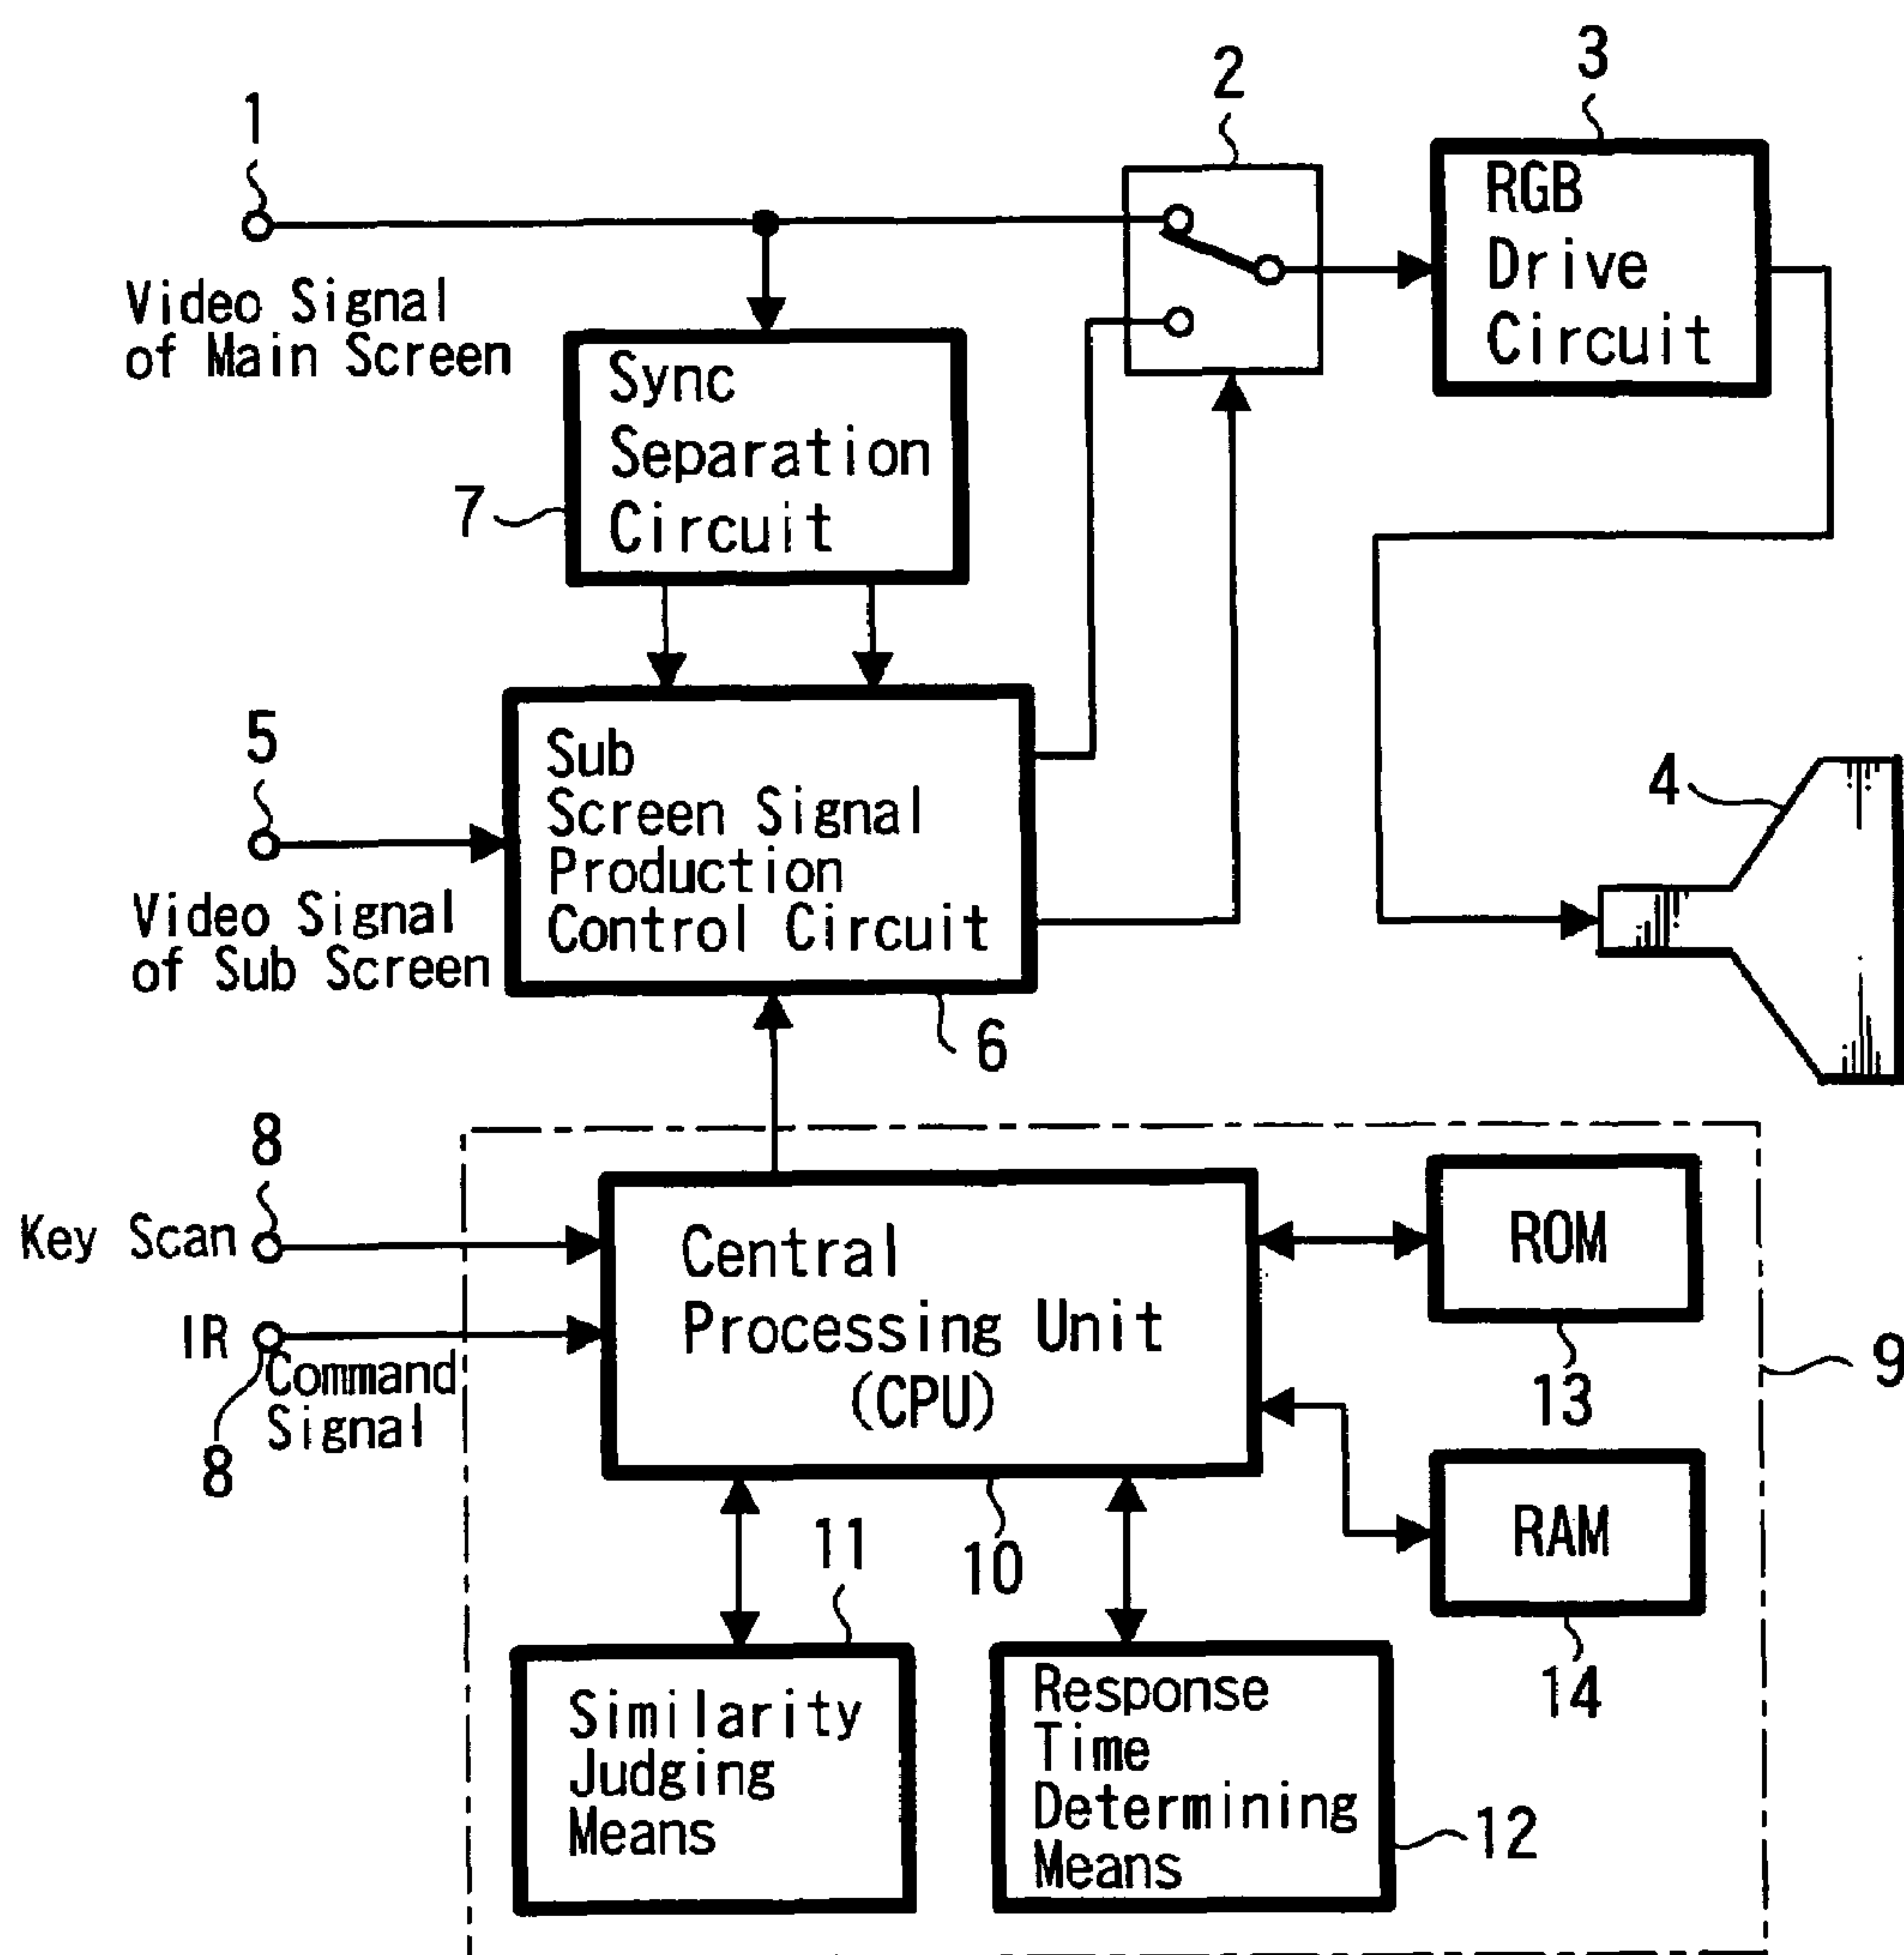 1
2
3
Video Signal
of Main Screen
RGB
Drive
Circuit
Sync
Separation
Circuit
7
5
Video Signal
of Sub Screen
Sub
Screen Signal
Production
Control Circuit
6
4
8
Key Scan
IR
Command
Signal
8
Central
Processing Unit
(CPU)
10
ROM
13
9
RAM
14
11
Similarity
Judging
Means
Response
Time
Determining
Means
12